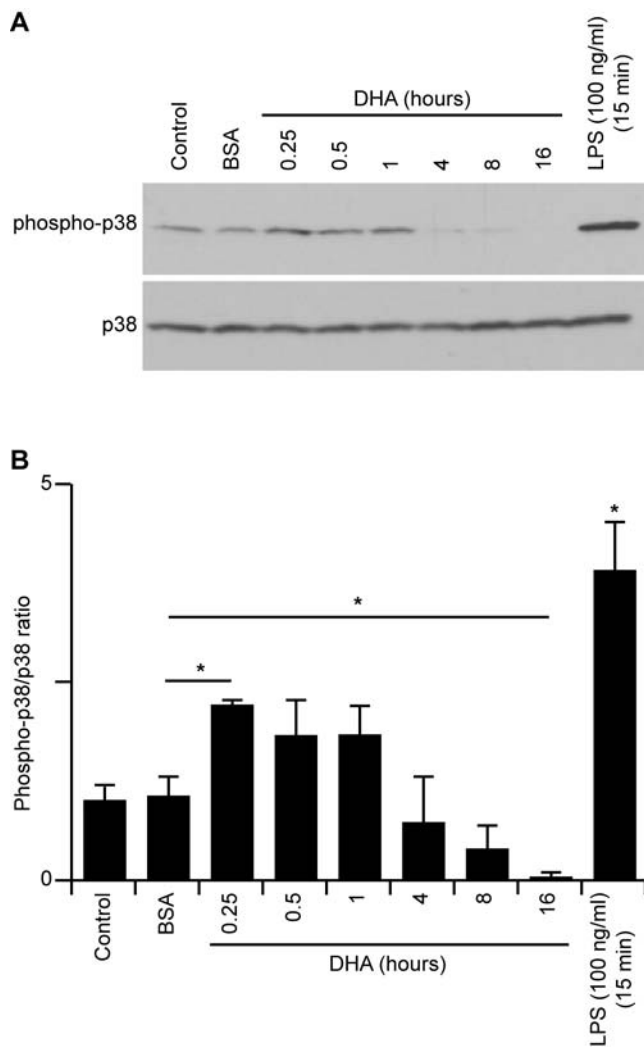 A
Control
BSA
DHA (hours)
0.25
0.5
1
4
8
16
LPS (100 ng/ml)
(15 min)
phospho-p38
p38
B
Phospho-p38/p38 ratio
5
0
*
*
*
Control
BSA
0.25
0.5
1
4
8
16
DHA (hours)
LPS (100 ng/ml)
(15 min)